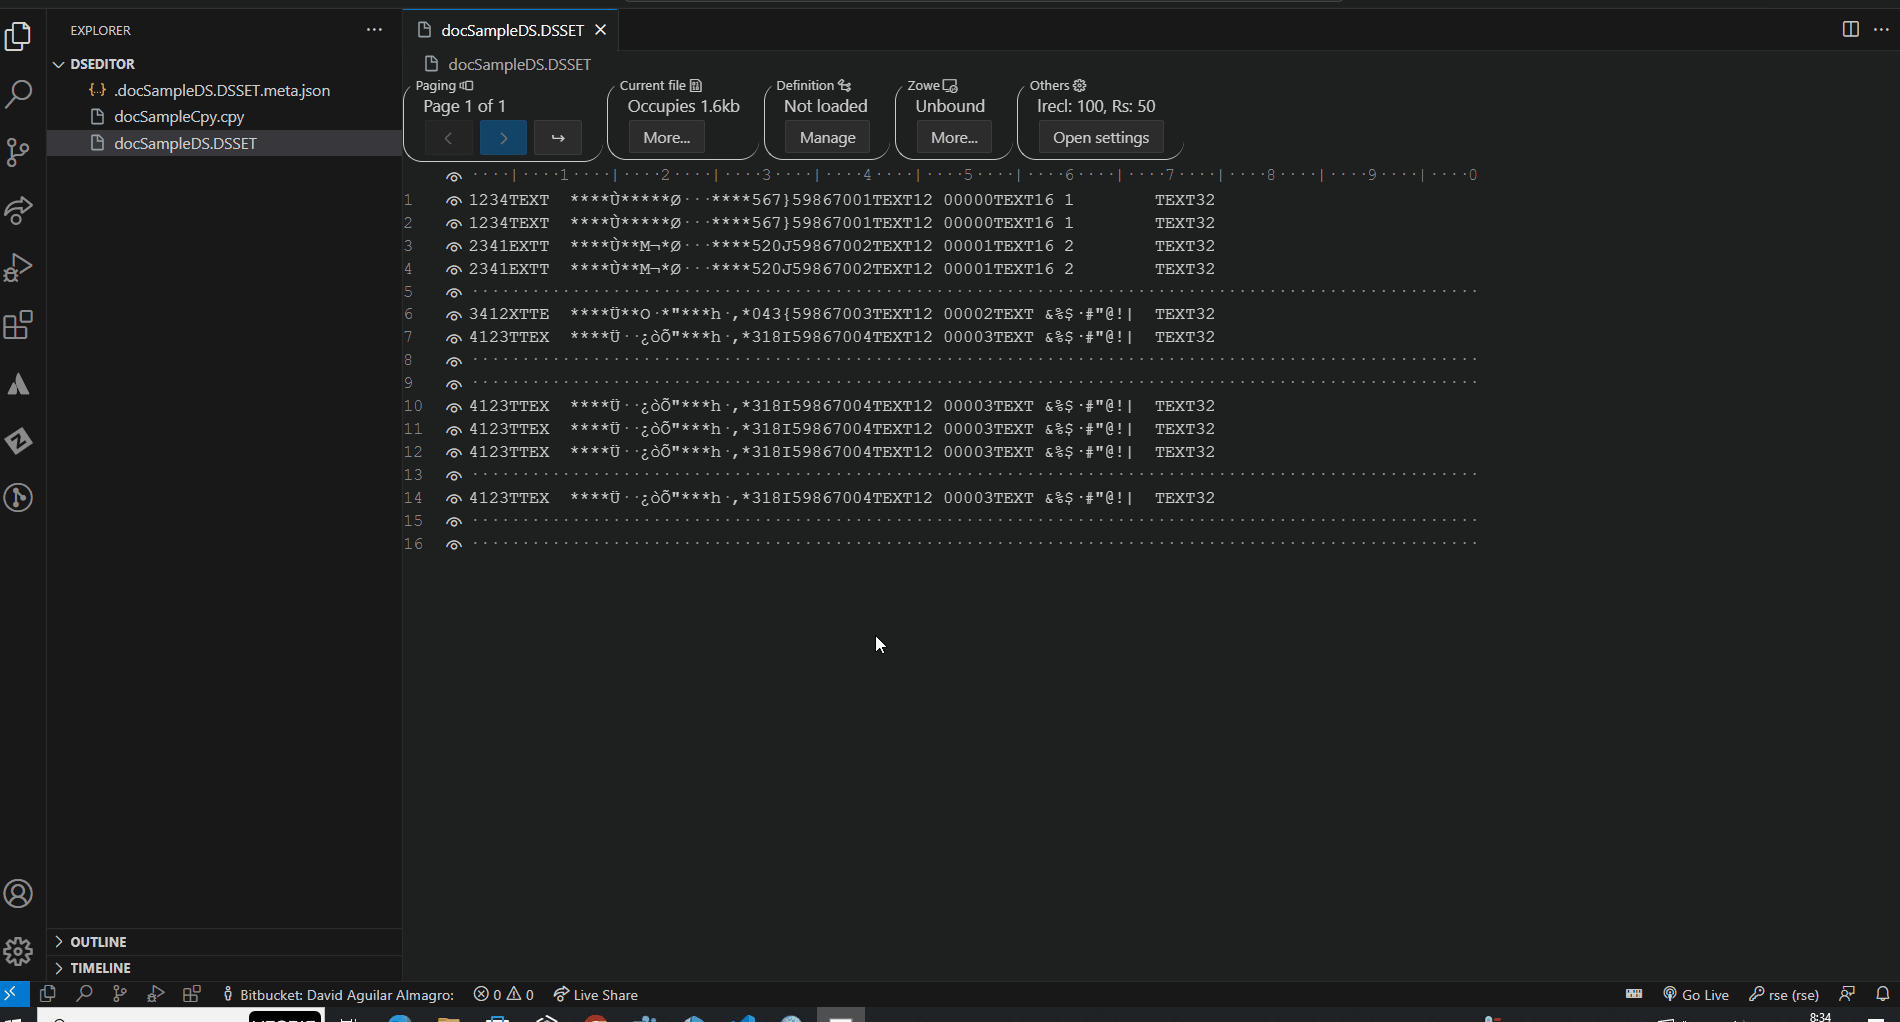 EXPLORER
docSampleDS.DSSET
DSEDITOR
.docSampleDS.DSSET.meta.json
docSampleCpy.cpy
docSampleDS.DSSET
docSampleDS.DSSET
Paging
Page 1 of 1
Current file
Occupies 1.6kb
More...
Definition
Not loaded
Manage
Zowe
Unbound
More...
Others
lrecl: 100, Rs: 50
Open settings
····|····1····|····2····|····3····|····4····|····5····|····6····|····7····|····8····|····9····|····0
1 1234TEXT  ****Ù*****Ø···****567}59867001TEXT12 00000TEXT16 1        TEXT32
2 1234TEXT  ****Ù*****Ø···****567}59867001TEXT12 00000TEXT16 1        TEXT32
3 2341EXTT  ****Ù**M¬*Ø···****520J59867002TEXT12 00001TEXT16 2        TEXT32
4 2341EXTT  ****Ù**M¬*Ø···****520J59867002TEXT12 00001TEXT16 2        TEXT32
5
6 3412XTTE  ****Ü**O·*"***h·,*043{59867003TEXT12 00002TEXT &%$·#"@!|  TEXT32
7 4123TTEX  ****Ü··¿òÕ"***h·,*318I59867004TEXT12 00003TEXT &%$·#"@!|  TEXT32
8
9
10 4123TTEX  ****Ü··¿òÕ"***h·,*318I59867004TEXT12 00003TEXT &%$·#"@!|  TEXT32
11 4123TTEX  ****Ü··¿òÕ"***h·,*318I59867004TEXT12 00003TEXT &%$·#"@!|  TEXT32
12 4123TTEX  ****Ü··¿òÕ"***h·,*318I59867004TEXT12 00003TEXT &%$·#"@!|  TEXT32
13
14 4123TTEX  ****Ü··¿òÕ"***h·,*318I59867004TEXT12 00003TEXT &%$·#"@!|  TEXT32
15
16
OUTLINE
TIMELINE
Bitbucket: David Aguilar Almagro: 0 0 Live Share Go Live rse (rse)
8:34